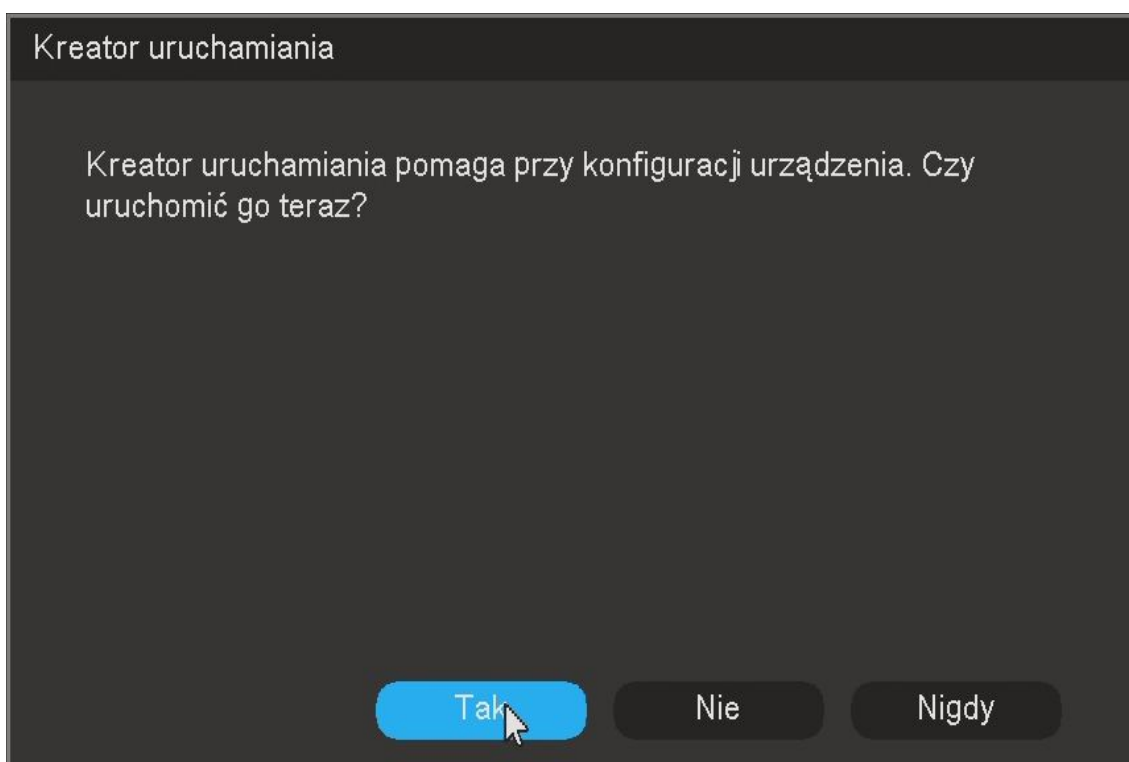 Kreator uruchamiania
Kreator uruchamiania pomaga przy konfiguracji urządzenia. Czy
uruchomić go teraz?
Tak
Nie
Nigdy